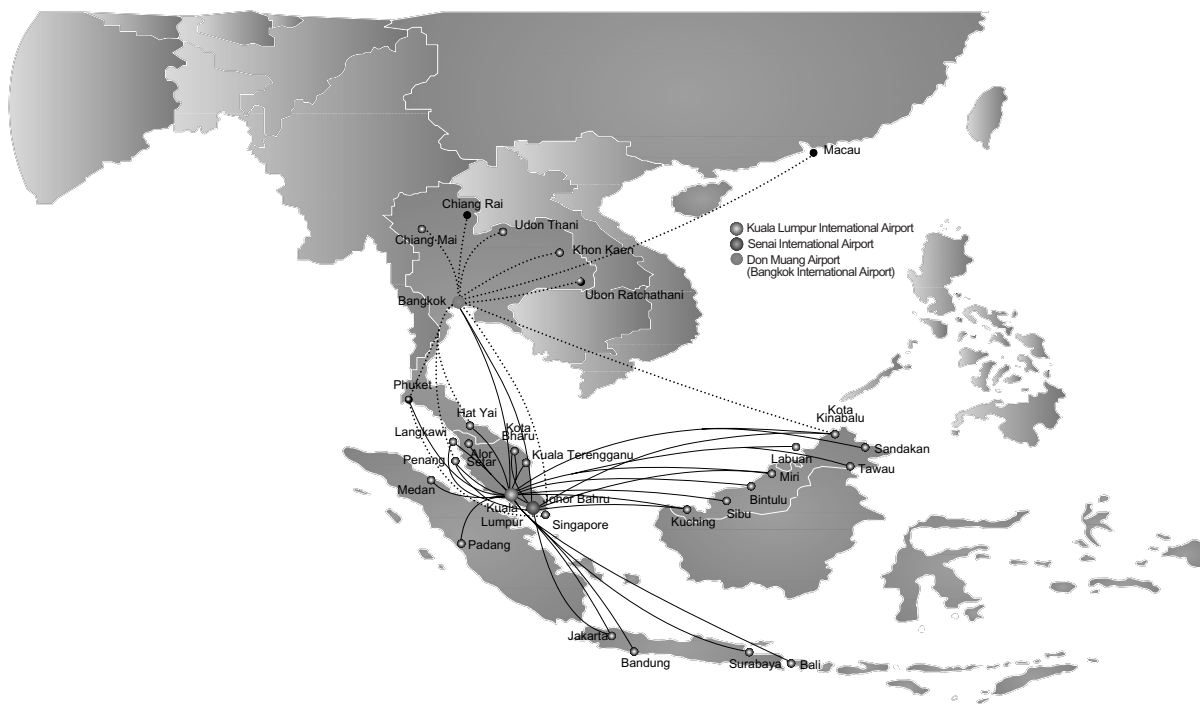 Macau
Chiang Rai
Udon Thani
Chiang Mai
Khon Kaen
Kuala Lumpur International Airport
Senai International Airport
Don Muang Airport
(Bangkok International Airport)
Bangkok
Ubon Ratchathani
Phuket
Hat Yai
Kota
Bharu
Kota
Kinabalu
Langkawi
Alor
Setar
Kuala Terengganu
Penang
Sandakan
Labuan
Tawau
Medan
Miri
Bintulu
Johor Bahru
Kuala
Lumpur
Sibu
Singapore
Kuching
Padang
Jakarta
Bandung
Surabaya
Bali